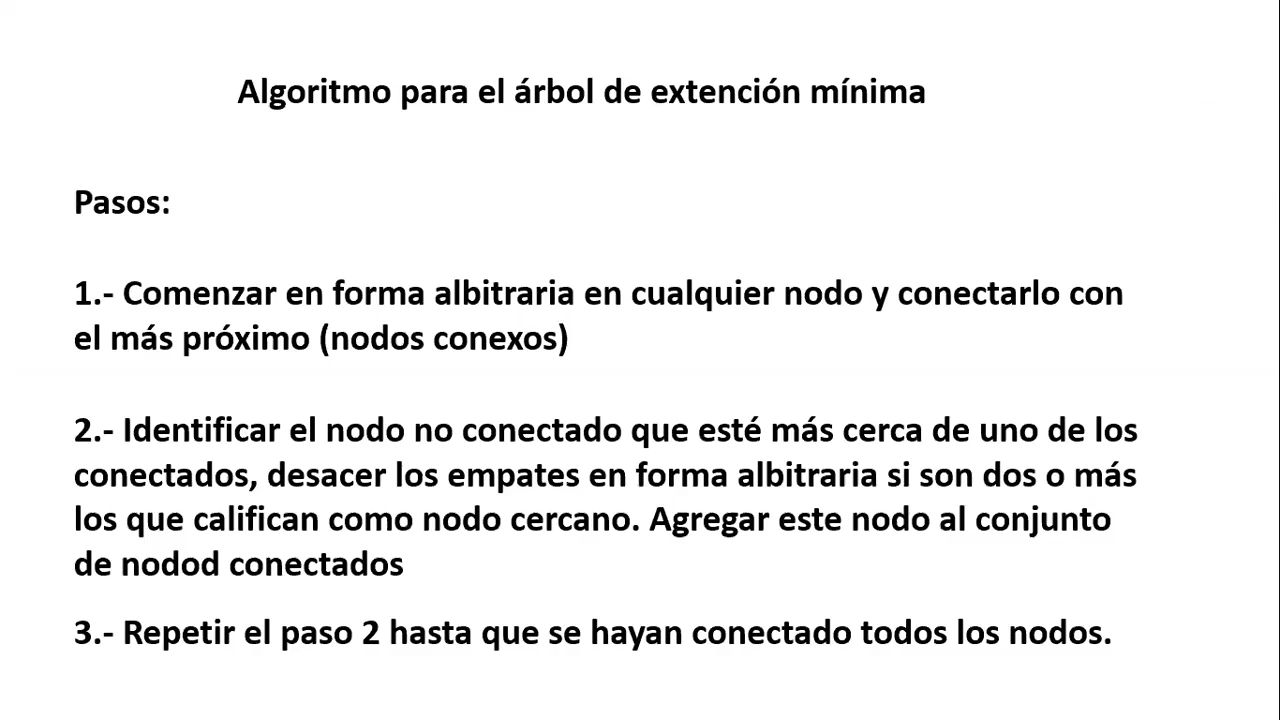 Algoritmo para el árbol de extención mínima
Pasos:
1.- Comenzar en forma albitraria en cualquier nodo y conectarlo con
el más próximo (nodos conexos)
2.- Identificar el nodo no conectado que esté más cerca de uno de los
conectados, desacer los empates en forma albitraria si son dos o más
los que califican como nodo cercano. Agregar este nodo al conjunto
de nodod conectados
3.- Repetir el paso 2 hasta que se hayan conectado todos los nodos.